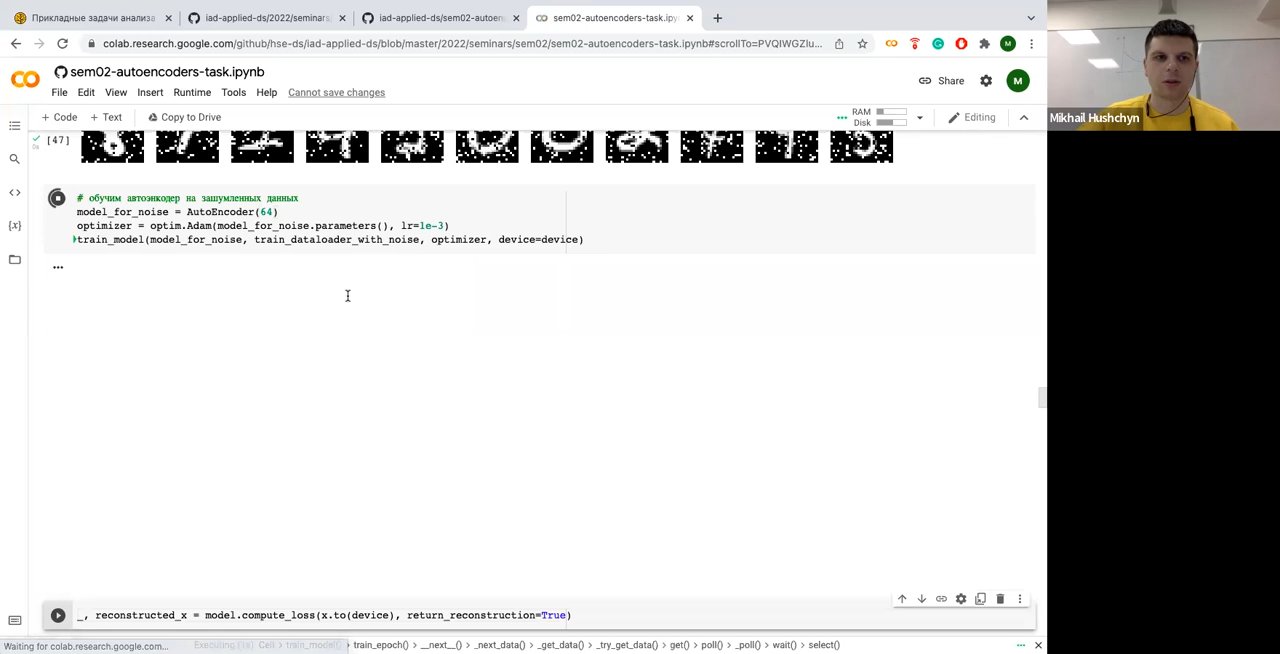 Прикладные задачи анализа
iad-applied-ds/2022/seminars/
iad-applied-ds/sem02-autoenc
sem02-autoencoders-task.ipyn
colab.research.google.com/github/hse-ds/iad-applied-ds/blob/master/2022/seminars/sem02/sem02-autoencoders-task.ipynb#scrollTo=PVQIWGZlu...
M
sem02-autoencoders-task.ipynb
Share
M
File Edit View Insert Runtime Tools Help Cannot save changes
+ Code + Text Copy to Drive
RAM
Disk
Editing
Mikhail Hushchyn
[47]
# обучим автоэнкодер на зашумленных данных
model_for_noise = AutoEncoder(64)
optimizer = optim.Adam(model_for_noise.parameters(), lr=1e-3)
train_model(model_for_noise, train_dataloader_with_noise, optimizer, device=device)
_, reconstructed_x = model.compute_loss(x.to(device), return_reconstruction=True)
Waiting for colab.research.google.com...
Cell > train_model() > train_epoch() > __next__() > _next_data() > _get_data() > _try_get_data() > get() > poll() > _poll() > wait() > select()